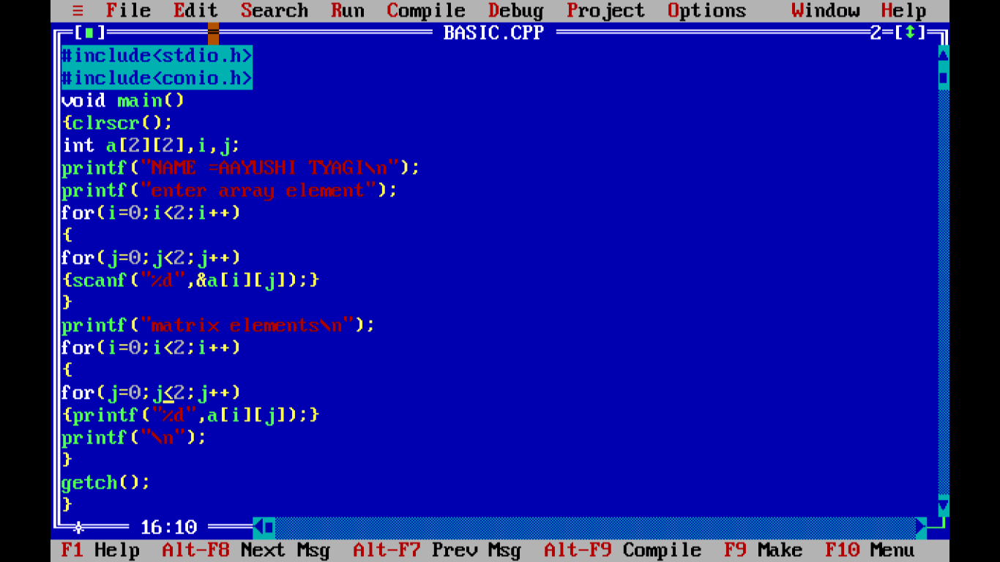 ≡ File Edit Search Run Compile Debug Project Options Window Help
[■] BASIC.CPP 2=[↕]
#include<stdio.h>
#include<conio.h>
void main()
{clrscr();
int a[2][2],i,j;
printf("NAME =AAYUSHI TYAGI\n");
printf("enter array element");
for(i=0;i<2;i++)
{
for(j=0;j<2;j++)
{scanf("%d",&a[i][j]);}
}
printf("matrix elements\n");
for(i=0;i<2;i++)
{
for(j=0;j<2;j++)
{printf("%d",a[i][j]);}
printf("\n");
}
getch();
}
16:10
F1 Help Alt-F8 Next Msg Alt-F7 Prev Msg Alt-F9 Compile F9 Make F10 Menu